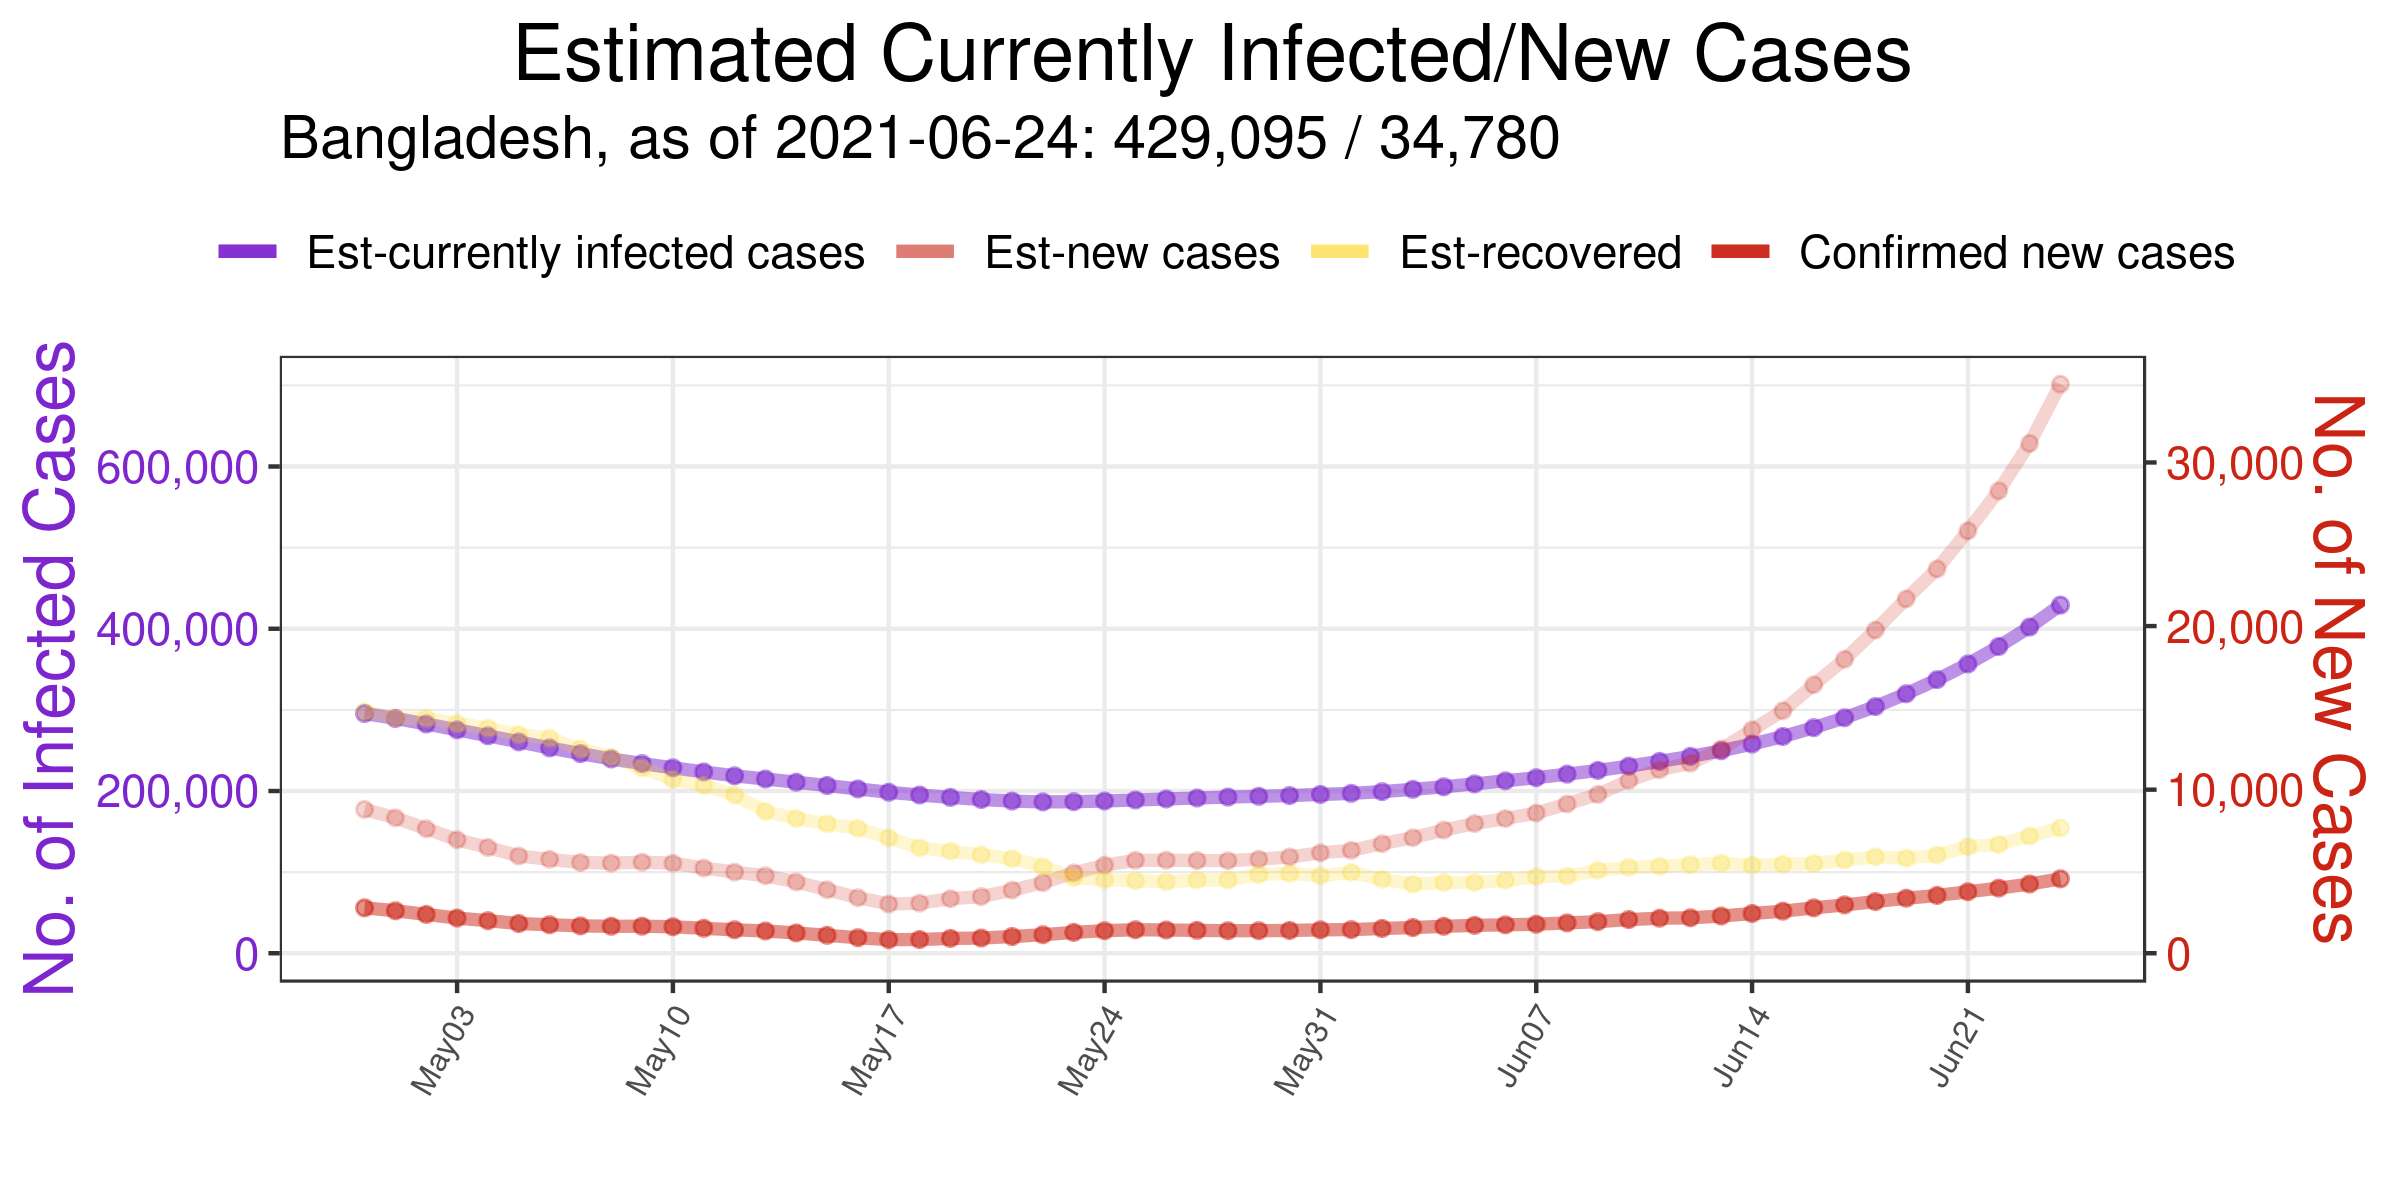 Estimated Currently Infected/New Cases
Bangladesh, as of 2021-06-24: 429,095 / 34,780
Est-currently infected cases Est-new cases Est-recovered Confirmed new cases
No. of Infected Cases
600,000
400,000
200,000
0
30,000
20,000
10,000
0
No. of New Cases
May03 May10 May17 May24 May31 Jun07 Jun14 Jun21